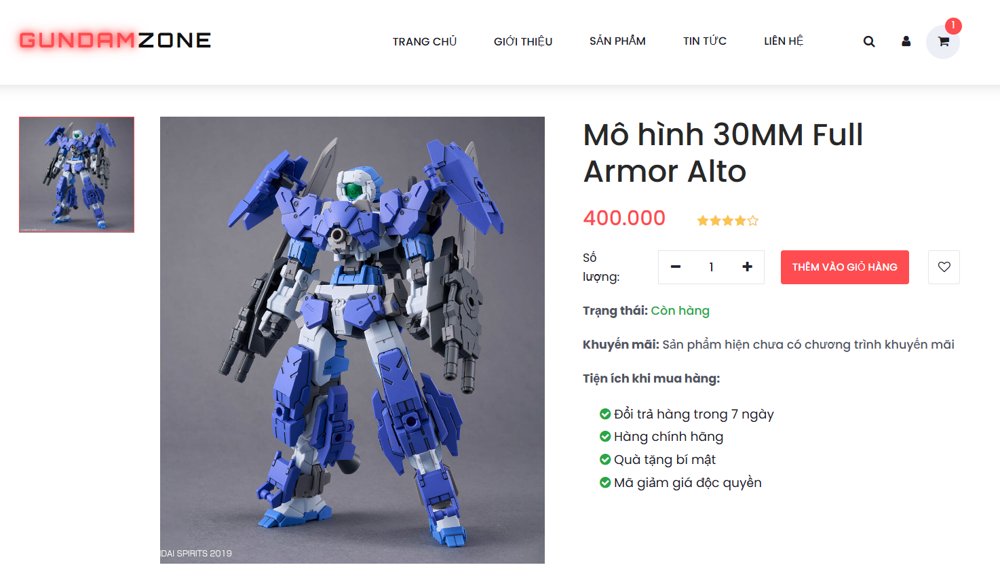 GUNDAMZONE
TRANG CHỦ
GIỚI THIỆU
SẢN PHẨM
TIN TỨC
LIÊN HỆ
1
Mô hình 30MM Full
Armor Alto
400.000
Số
lượng:
1
THÊM VÀO GIỎ HÀNG
Trạng thái: Còn hàng
Khuyến mãi: Sản phẩm hiện chưa có chương trình khuyến mãi
Tiện ích khi mua hàng:
Đổi trả hàng trong 7 ngày
Hàng chính hãng
Quà tặng bí mật
Mã giảm giá độc quyền
DAI SPIRITS 2019